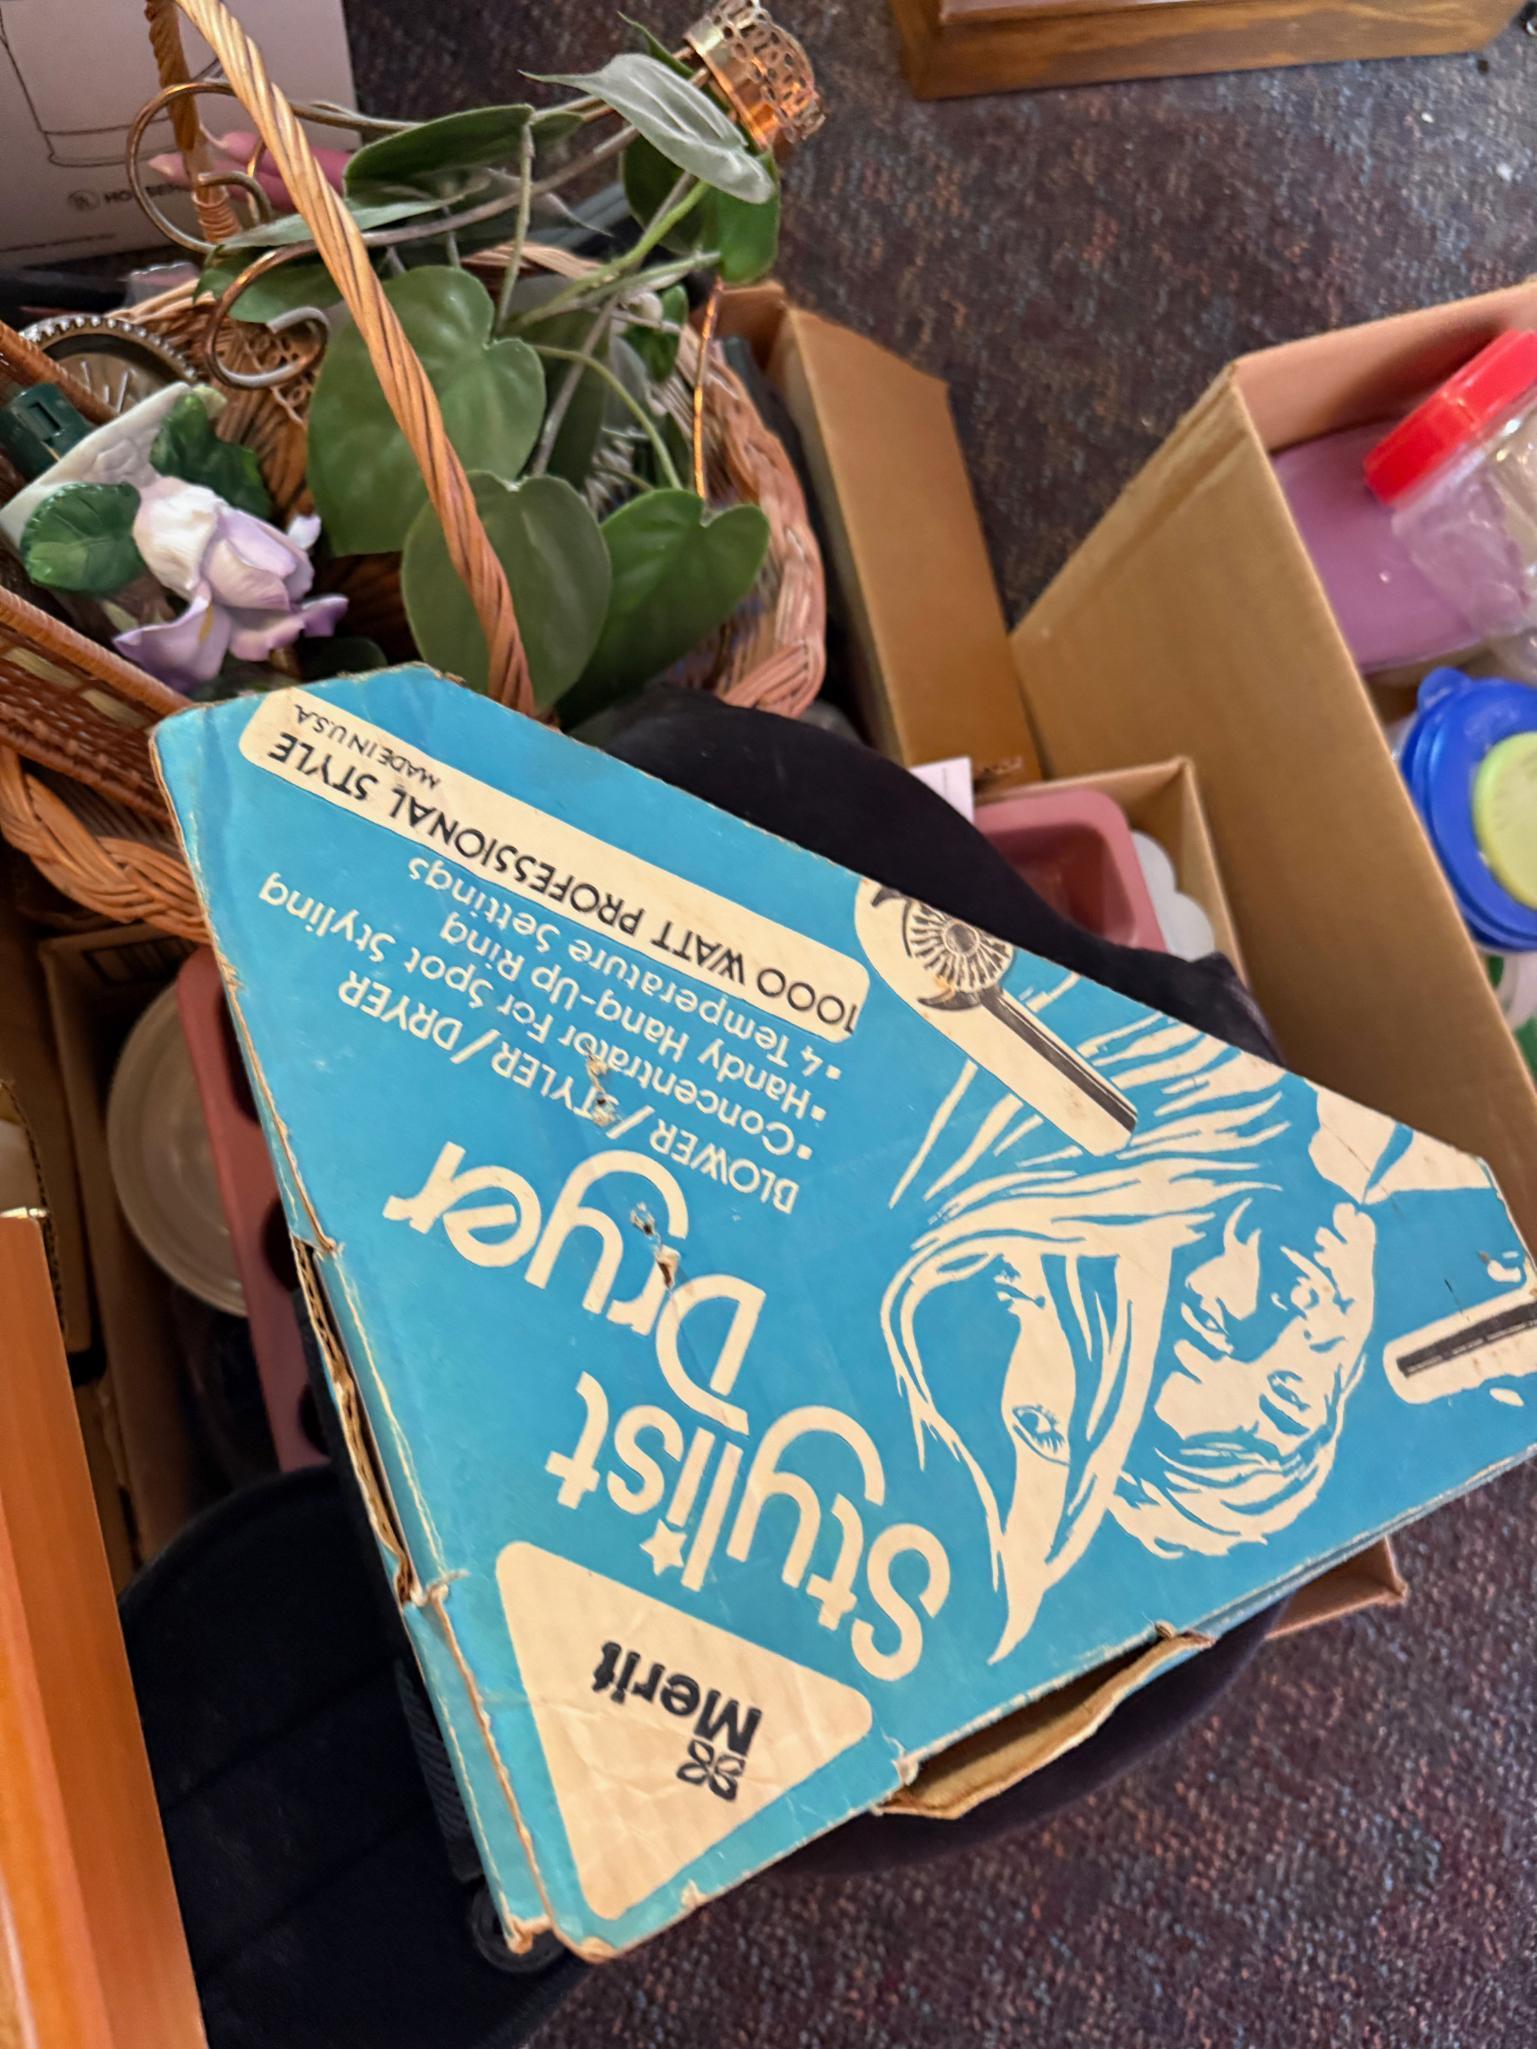 Merit
Stylist
Dryer
BLOWER/STYLER/DRYER
•Concentrator For Spot Styling
•Handy Hang-Up Ring
•4 Temperature Settings
1000 WATT PROFESSIONAL STYLE
MADE IN U.S.A.